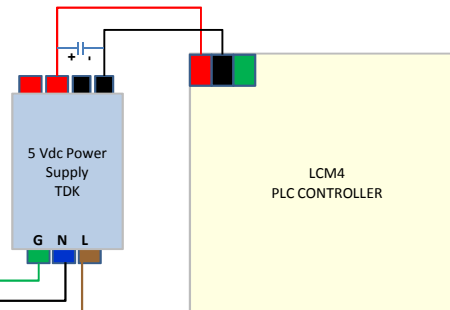 + -
5 Vdc Power
Supply
TDK
G N L
LCM4
PLC CONTROLLER